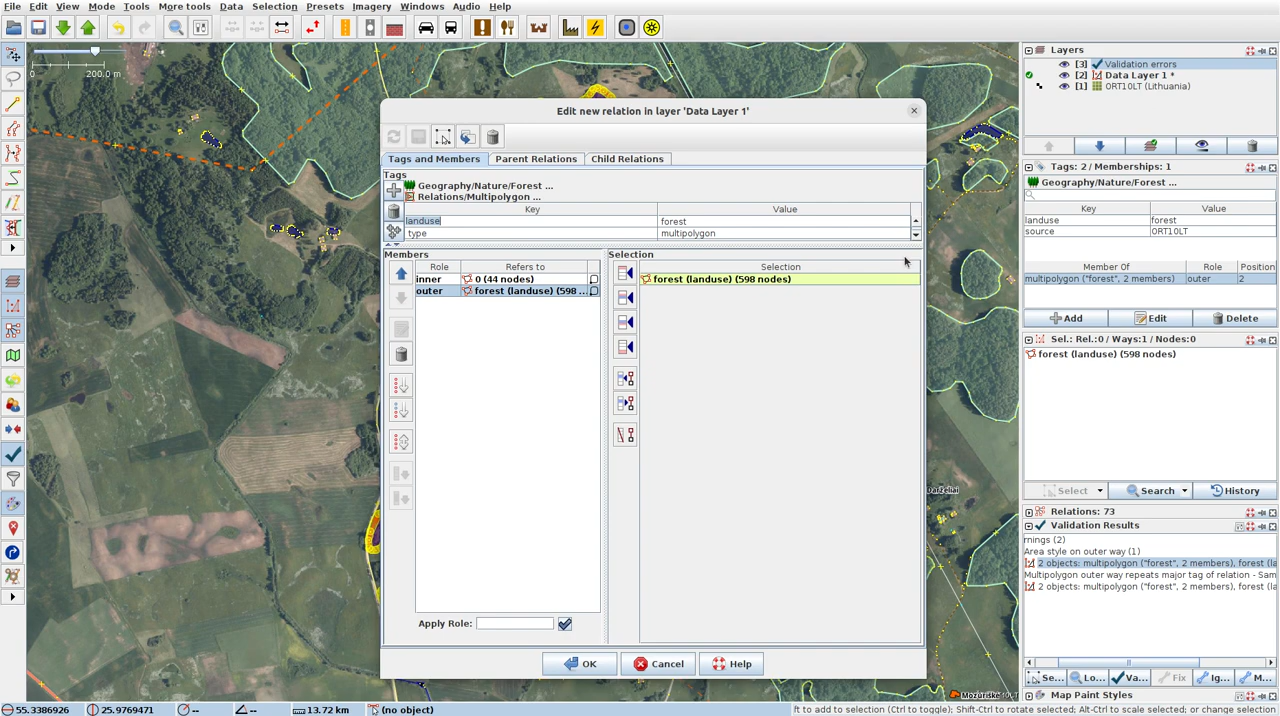 File Edit View Mode Tools More tools Data Selection Presets Imagery Windows Audio Help
0 200.0 m
Layers
[3] Validation errors
[2] Data Layer 1 *
[1] ORT10LT (Lithuania)
Edit new relation in layer 'Data Layer 1'
Tags and Members Parent Relations Child Relations
Tags
Geography/Nature/Forest ...
Relations/Multipolygon ...
Key Value
landuse forest
type multipolygon
Members
Role Refers to
inner 0 (44 nodes)
outer forest (landuse) (598 ...
Selection
Selection
forest (landuse) (598 nodes)
Apply Role:
OK Cancel Help
Tags: 2 / Memberships: 1
Geography/Nature/Forest ...
Key Value
landuse forest
source ORT10LT
Member Of Role Position
multipolygon ("forest", 2 members) outer 2
Add Edit Delete
Sel.: Rel.:0 / Ways:1 / Nodes:0
forest (landuse) (598 nodes)
Select Search History
Relations: 73
Validation Results
rnings (2)
Area style on outer way (1)
2 objects: multipolygon ("forest", 2 members), forest (la
Multipolygon outer way repeats major tag of relation - Sam
2 objects: multipolygon ("forest", 2 members), forest (la
Se... Lo... Va... Fix Ig... M...
Map Paint Styles
55.3386926 25.9769471 -- -- 13.72 km (no object)
ft to add to selection (Ctrl to toggle); Shift-Ctrl to rotate selected; Alt-Ctrl to scale selected; or change selection